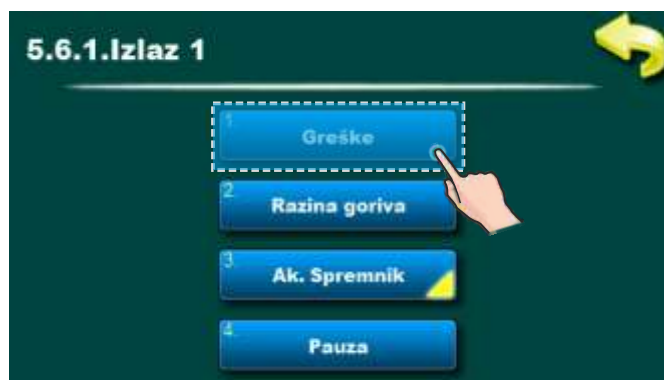 5.6.1.Izlaz 1
1
Greške
2
Razina goriva
3
Ak. Spremnik
4
Pauza